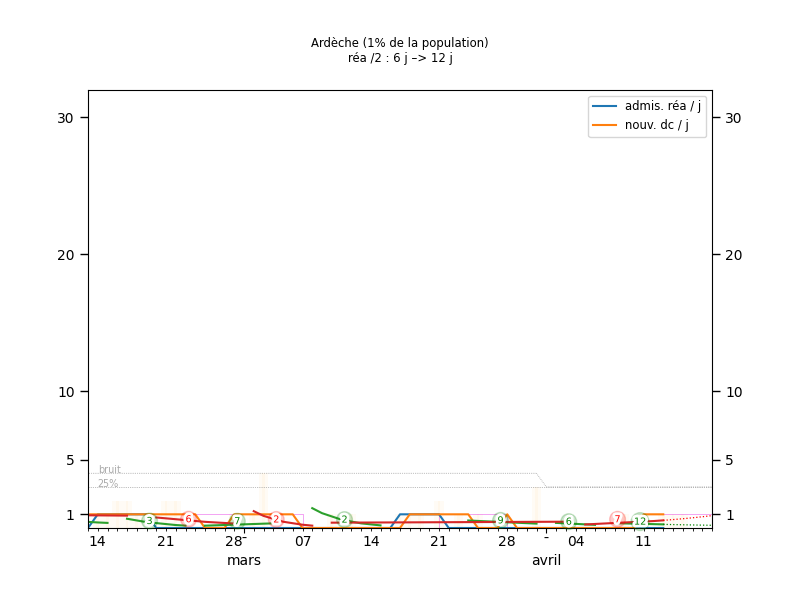 Ardèche (1% de la population)
réa /2 : 6 j –> 12 j
admis. réa / j
nouv. dc / j
30 30
20 20
10 10
5 5
bruit
25%
1 1
3 6 7 2 2 9 6 7 12
14 21 28 07 14 21 28 04 11
mars avril